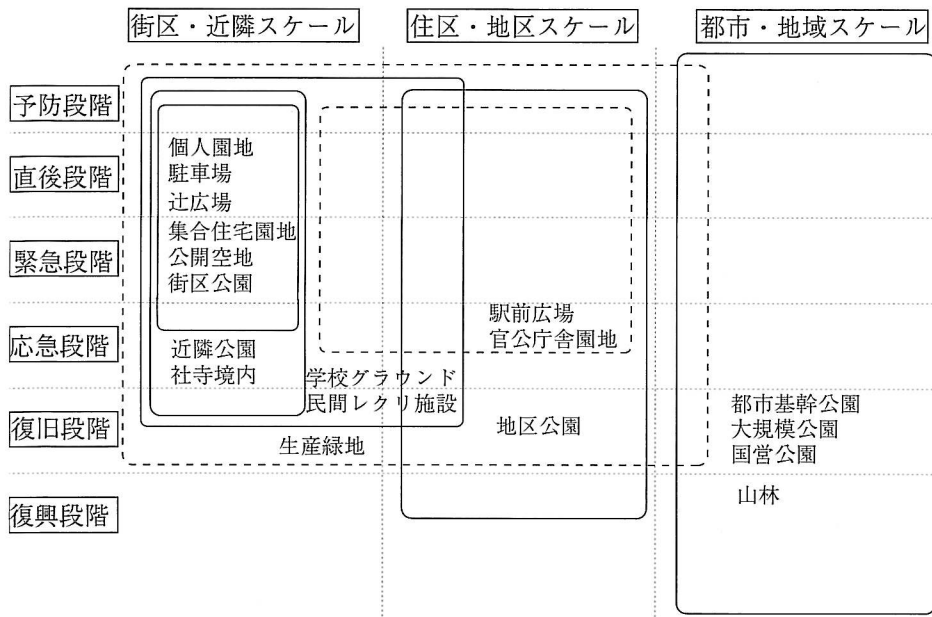 街区・近隣スケール
住区・地区スケール
都市・地域スケール
予防段階
直後段階
緊急段階
応急段階
復旧段階
復興段階
個人園地
駐車場
辻広場
集合住宅園地
公開空地
街区公園
近隣公園
社寺境内
学校グラウンド
民間レクリ施設
生産緑地
駅前広場
官公庁舎園地
地区公園
都市基幹公園
大規模公園
国営公園
山林